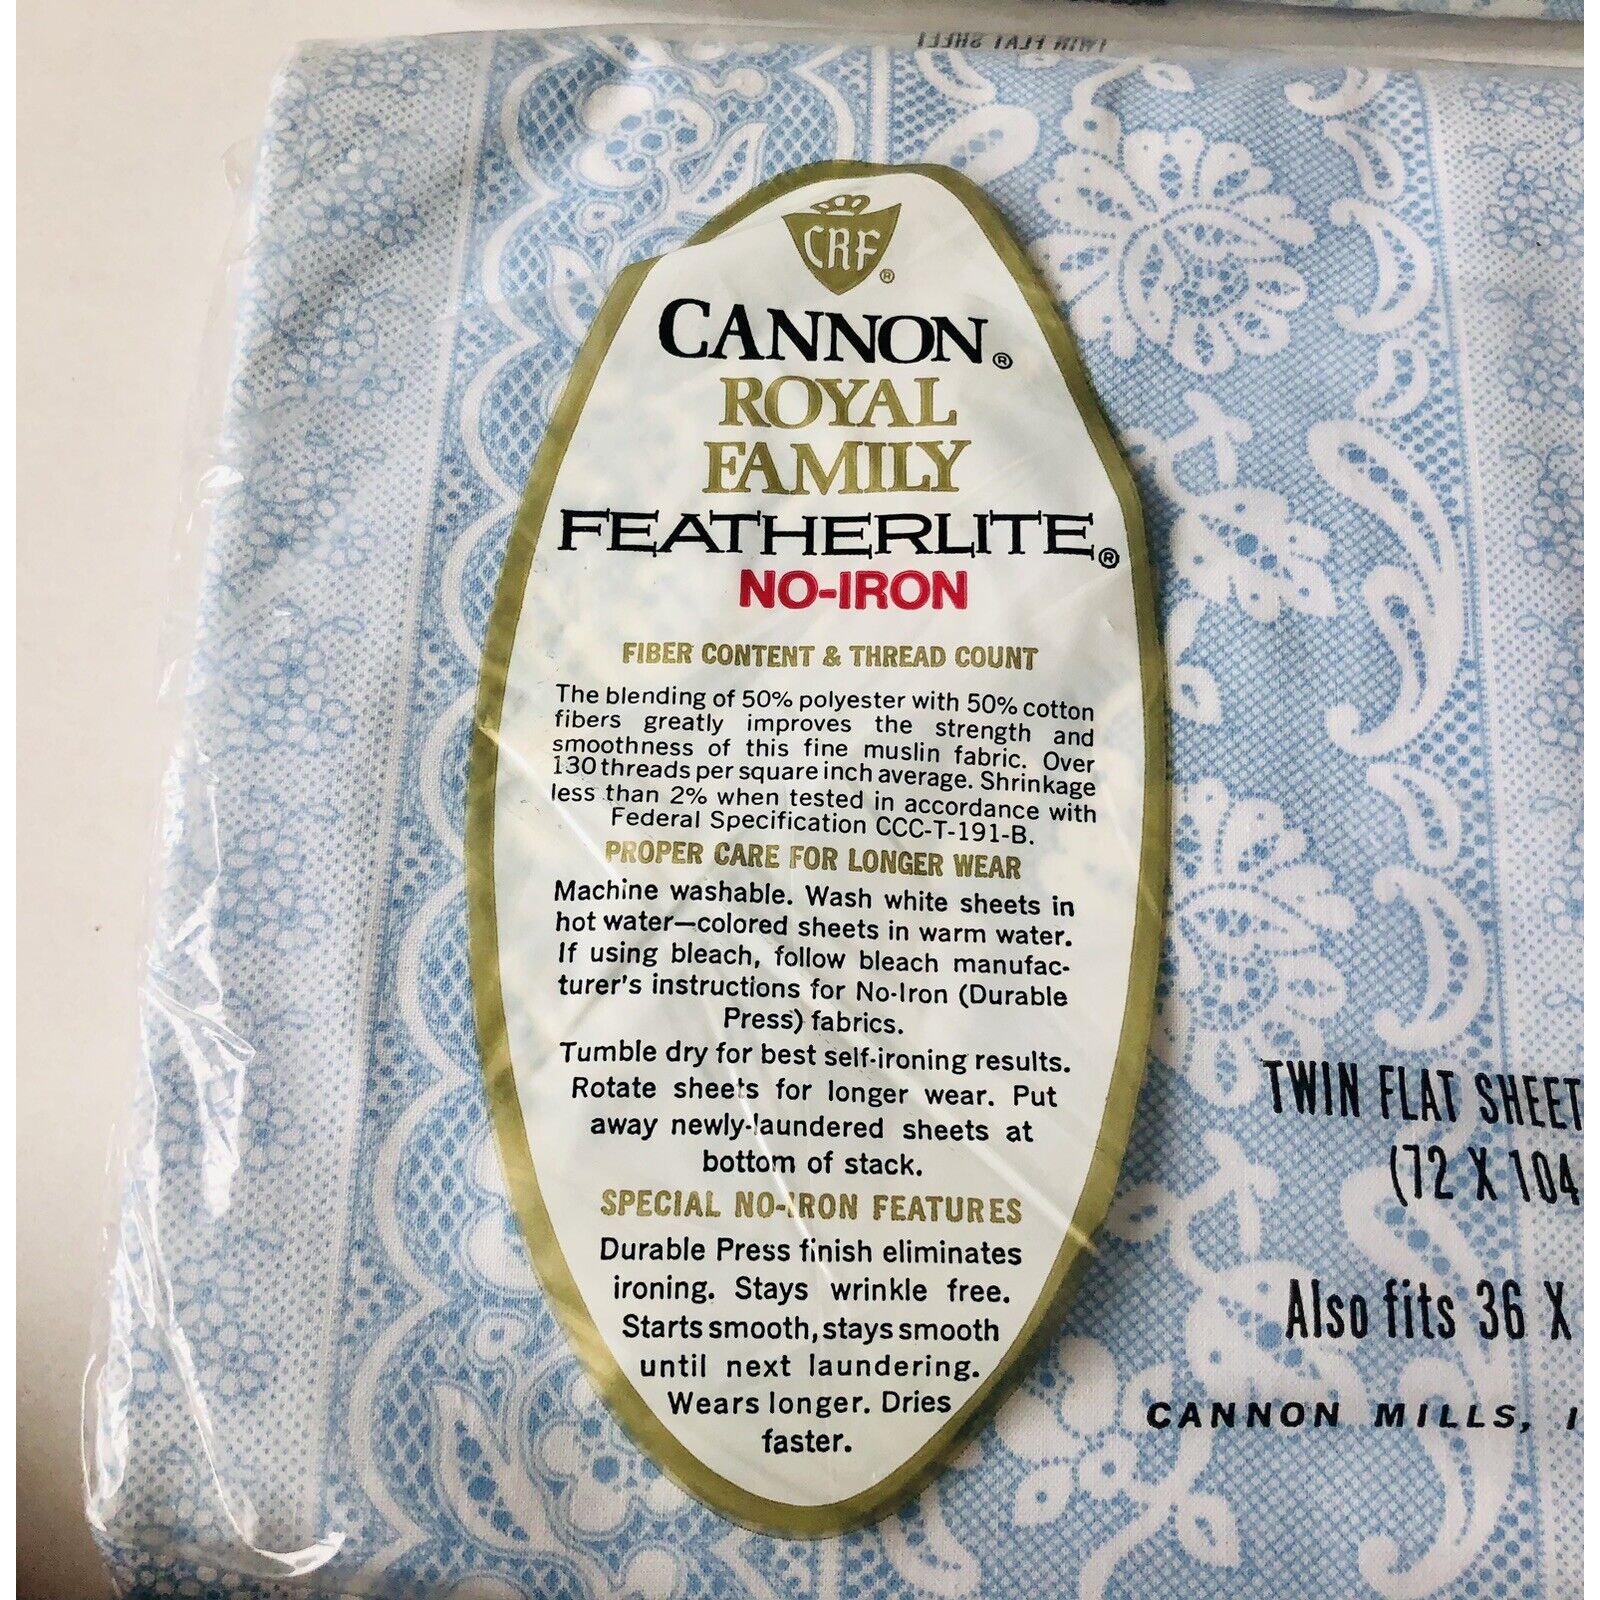 TWIN FLAT SHEET
CRF®
CANNON®
ROYAL
FAMILY
FEATHERLITE®
NO-IRON
FIBER CONTENT & THREAD COUNT
The blending of 50% polyester with 50% cotton
fibers greatly improves the strength and
smoothness of this fine muslin fabric. Over
130 threads per square inch average. Shrinkage
less than 2% when tested in accordance with
Federal Specification CCC-T-191-B.
PROPER CARE FOR LONGER WEAR
Machine washable. Wash white sheets in
hot water—colored sheets in warm water.
If using bleach, follow bleach manufac-
turer's instructions for No-Iron (Durable
Press) fabrics.
Tumble dry for best self-ironing results.
Rotate sheets for longer wear. Put
away newly-laundered sheets at
bottom of stack.
SPECIAL NO-IRON FEATURES
Durable Press finish eliminates
ironing. Stays wrinkle free.
Starts smooth, stays smooth
until next laundering.
Wears longer. Dries
faster.
TWIN FLAT SHEET
(72 X 104
Also fits 36 X
CANNON MILLS,